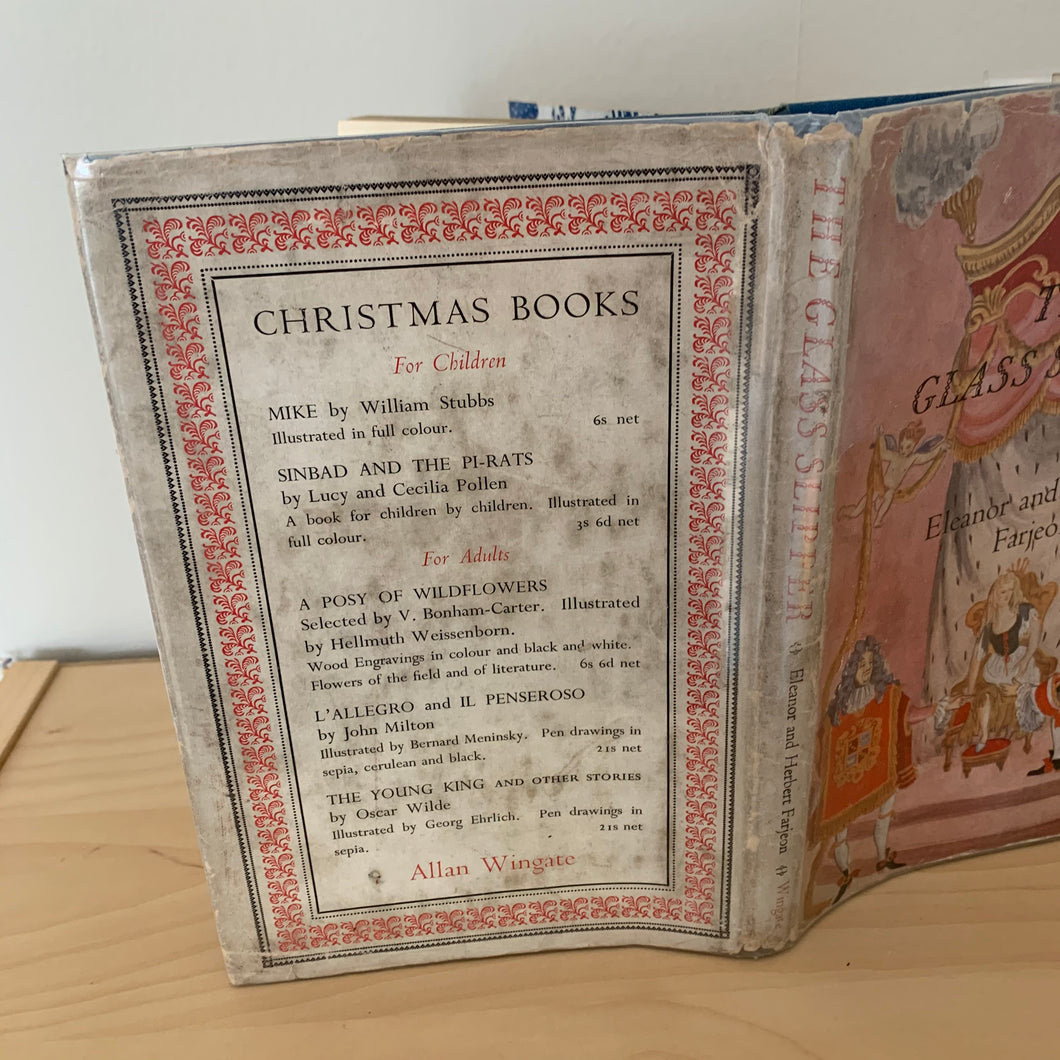 CHRISTMAS BOOKS
For Children
MIKE by William Stubbs
Illustrated in full colour. 6s net
SINBAD AND THE PI-RATS
by Lucy and Cecilia Pollen
A book for children by children. Illustrated in
full colour. 3s 6d net
For Adults
A POSY OF WILDFLOWERS
Selected by V. Bonham-Carter. Illustrated
by Hellmuth Weissenborn.
Wood Engravings in colour and black and white.
Flowers of the field and of literature. 6s 6d net
L'ALLEGRO and IL PENSEROSO
by John Milton
Illustrated by Bernard Meninsky. Pen drawings in
sepia, cerulean and black. 21s net
THE YOUNG KING AND OTHER STORIES
by Oscar Wilde
Illustrated by Georg Ehrlich. Pen drawings in
sepia. 21s net
Allan Wingate
THE GLASS SLIPPER Eleanor and Herbert Farjeon Wingate
T
GLASS S
Eleanor and
Farjeo